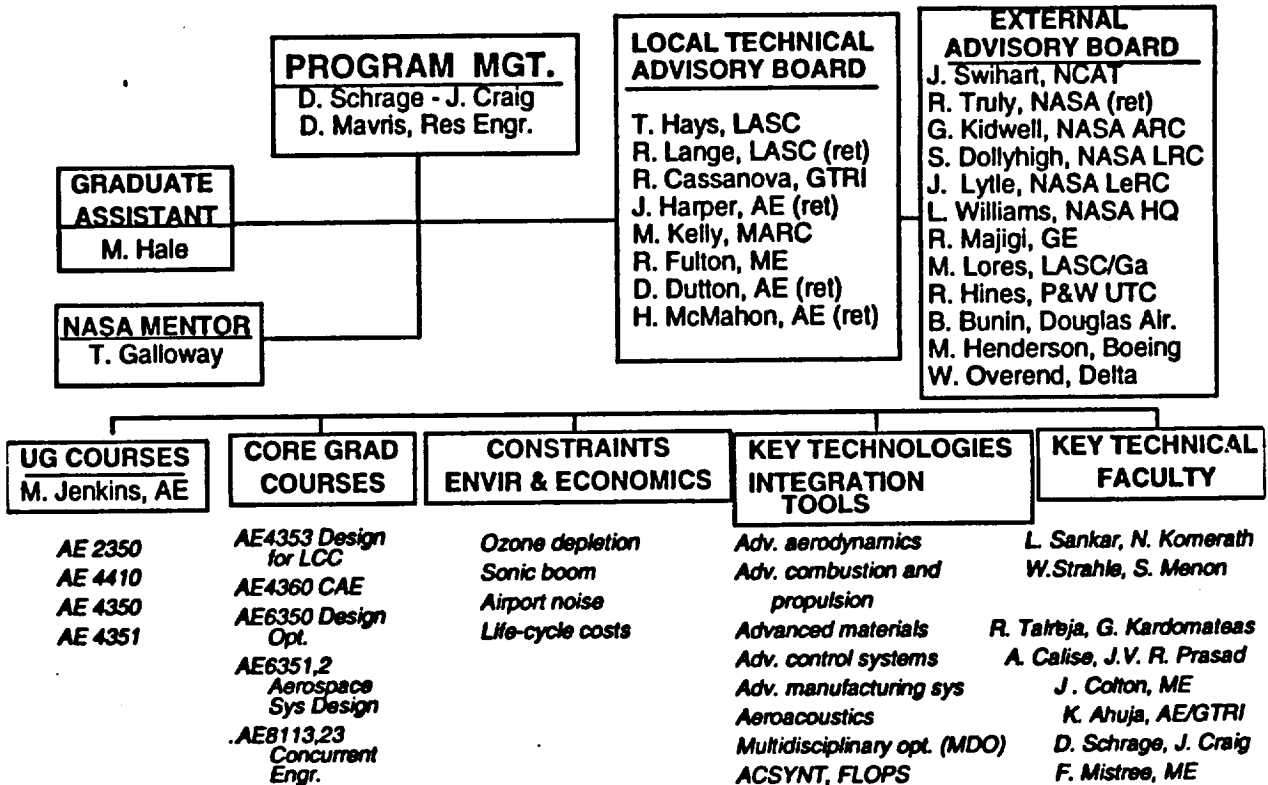 PROGRAM MGT.
D. Schrage - J. Craig
D. Mavris, Res Engr.
GRADUATE
ASSISTANT
M. Hale
NASA MENTOR
T. Galloway
LOCAL TECHNICAL
ADVISORY BOARD
T. Hays, LASC
R. Lange, LASC (ret)
R. Cassanova, GTRI
J. Harper, AE (ret)
M. Kelly, MARC
R. Fulton, ME
D. Dutton, AE (ret)
H. McMahon, AE (ret)
EXTERNAL
ADVISORY BOARD
J. Swihart, NCAT
R. Truly, NASA (ret)
G. Kidwell, NASA ARC
S. Dollyhigh, NASA LRC
J. Lytle, NASA LeRC
L. Williams, NASA HQ
R. Majigi, GE
M. Lores, LASC/Ga
R. Hines, P&W UTC
B. Bunin, Douglas Air.
M. Henderson, Boeing
W. Overend, Delta
UG COURSES
M. Jenkins, AE
AE 2350
AE 4410
AE 4350
AE 4351
CORE GRAD
COURSES
AE4353 Design
for LCC
AE4360 CAE
AE6350 Design
Opt.
AE6351,2
Aerospace
Sys Design
.AE8113,23
Concurrent
Engr.
CONSTRAINTS
ENVIR & ECONOMICS
Ozone depletion
Sonic boom
Airport noise
Life-cycle costs
KEY TECHNOLOGIES
INTEGRATION
TOOLS
Adv. aerodynamics
Adv. combustion and
propulsion
Advanced materials
Adv. control systems
Adv. manufacturing sys
Aeroacoustics
Multidisciplinary opt. (MDO)
ACSYNT, FLOPS
KEY TECHNICAL
FACULTY
L. Sankar, N. Komerath
W.Strahle, S. Menon
R. Talreja, G. Kardomateas
A. Calise, J.V. R. Prasad
J . Colton, ME
K. Ahuja, AE/GTRI
D. Schrage, J. Craig
F. Mistree, ME